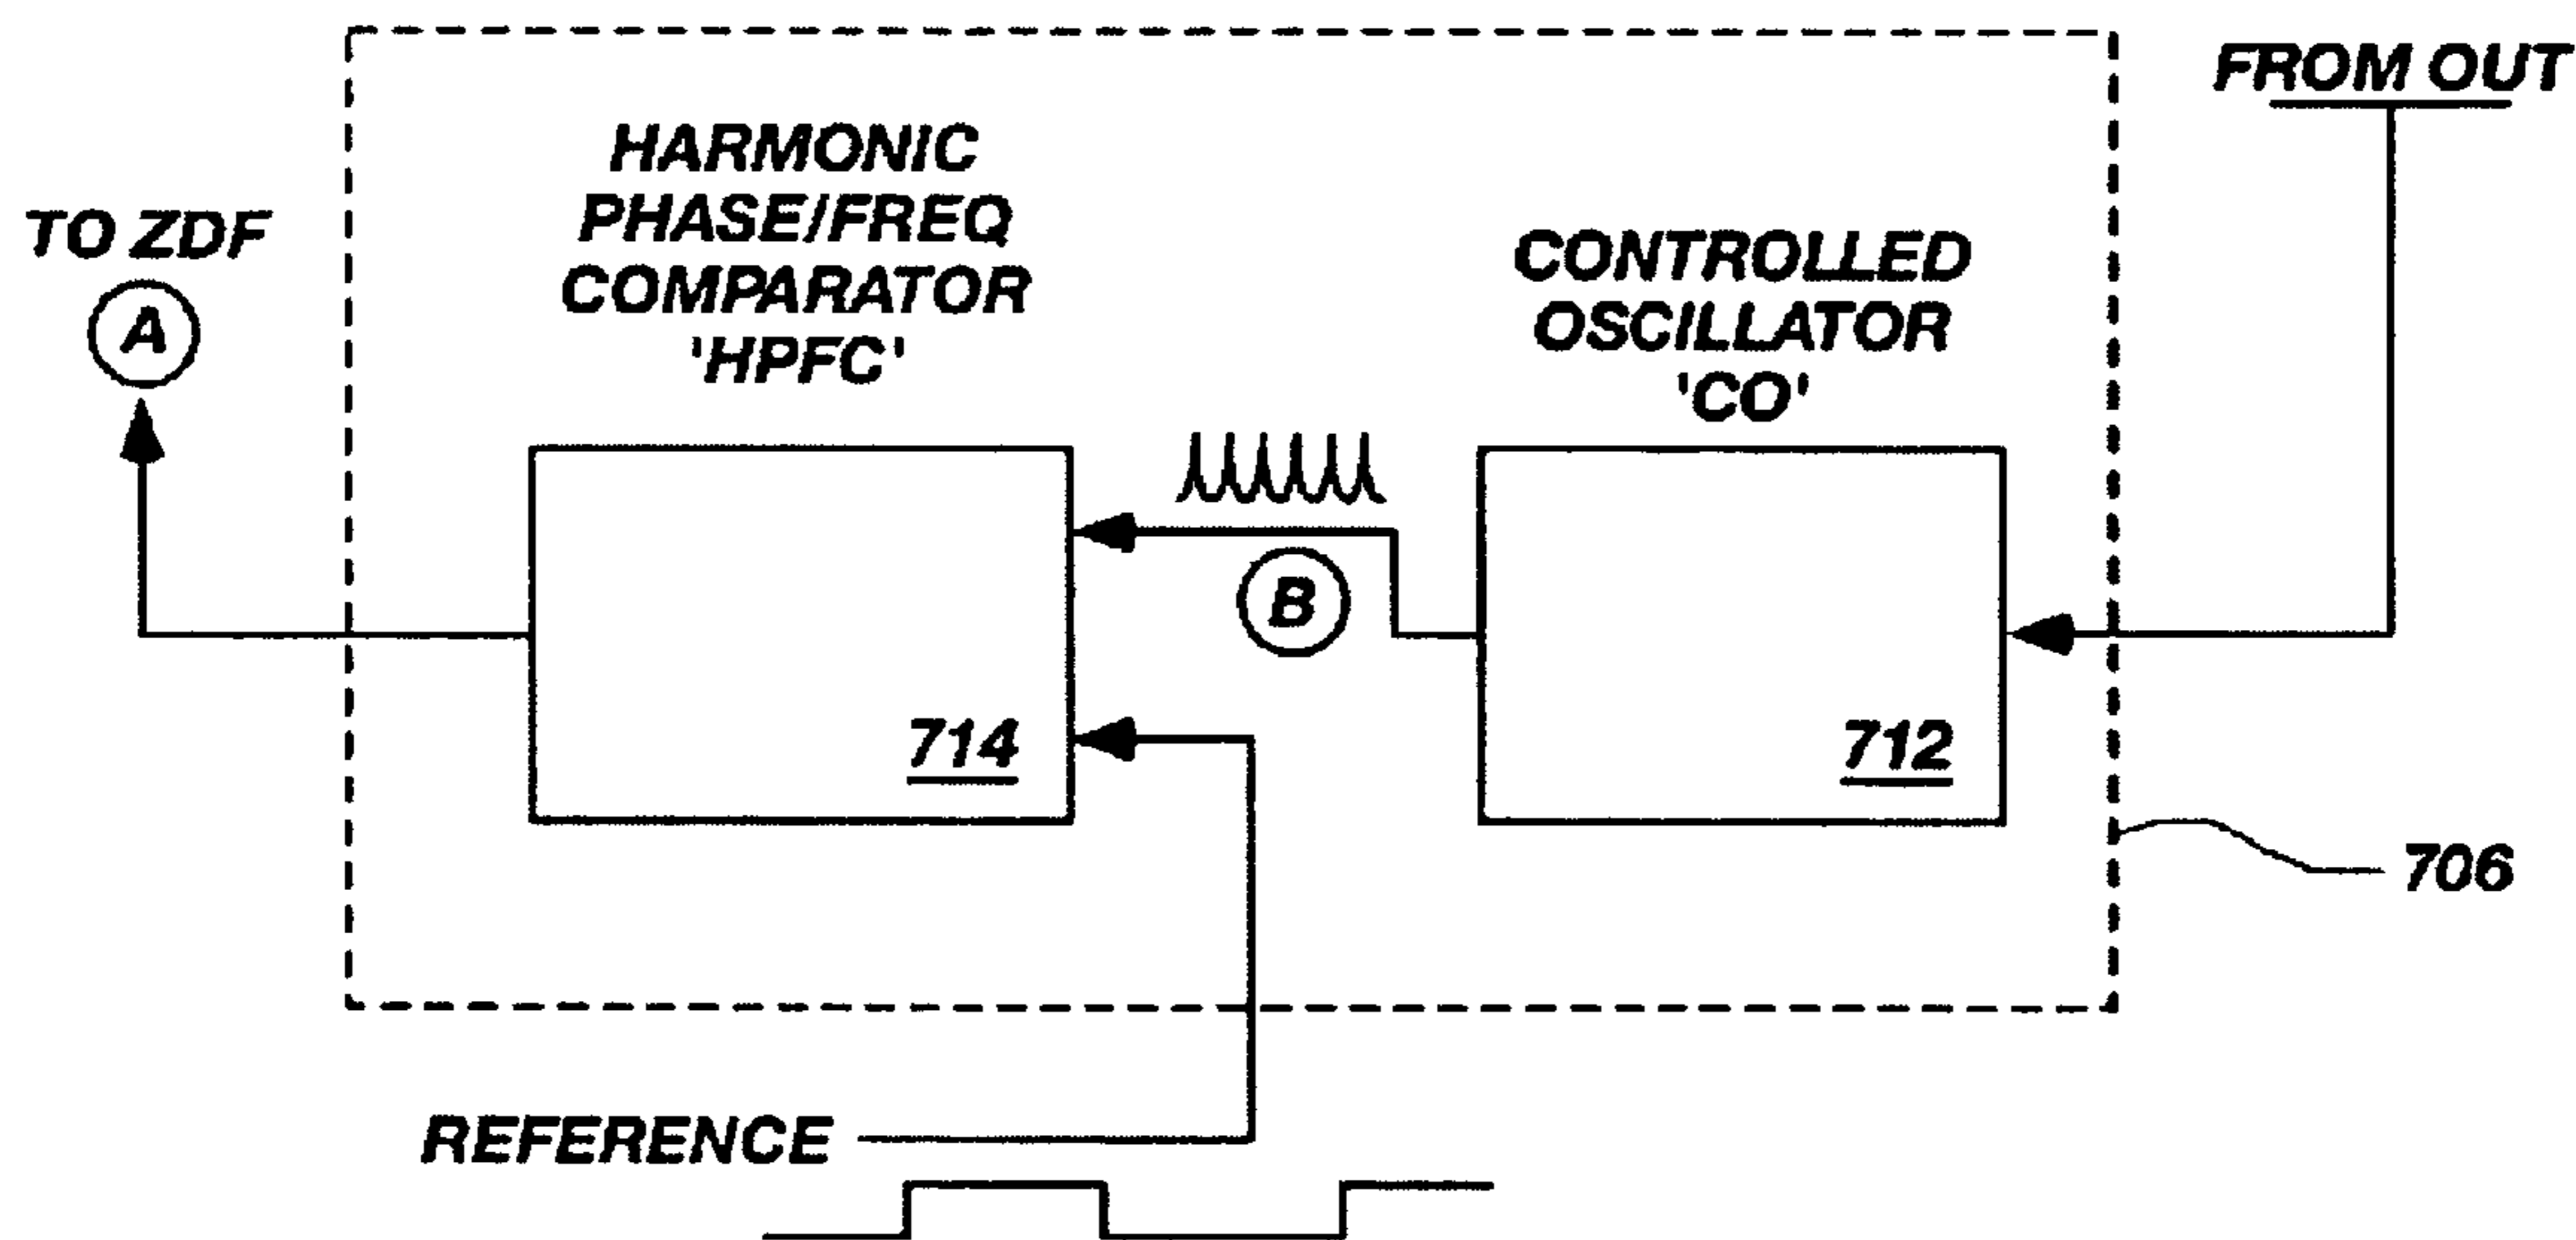 FROM OUT
HARMONIC
PHASE/FREQ
COMPARATOR
'HPFC'
TO ZDF
A
CONTROLLED
OSCILLATOR
'CO'
B
714
712
706
REFERENCE